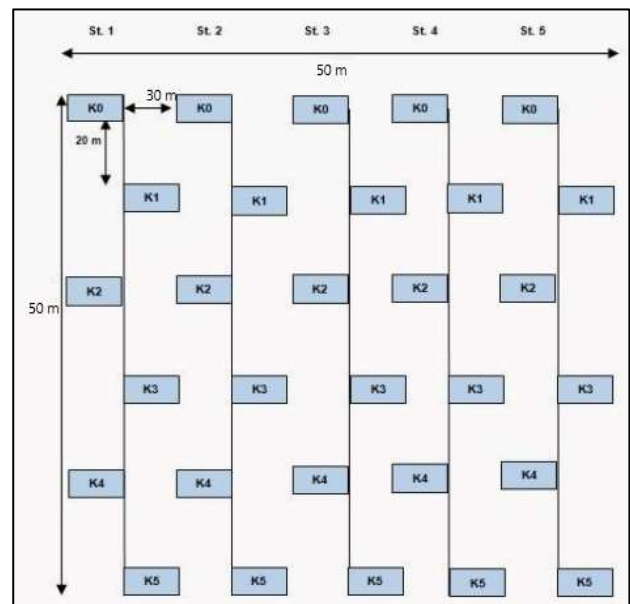 St. 1 St. 2 St. 3 St. 4 St. 5
50 m
K0 30 m K0 K0 K0 K0
20 m
K1 K1 K1 K1 K1
K2 K2 K2 K2 K2
50 m
K3 K3 K3 K3 K3
K4 K4 K4 K4 K4
K5 K5 K5 K5 K5